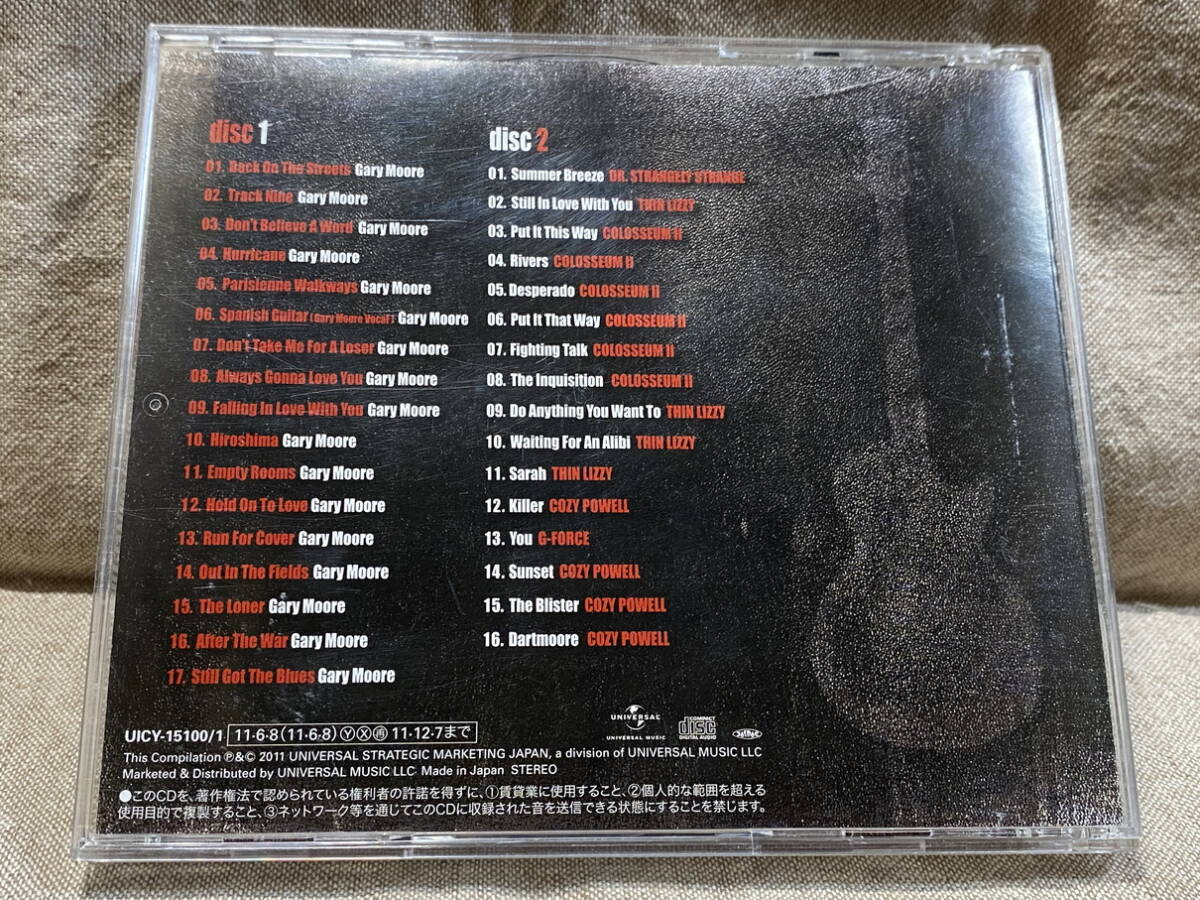 disc 1
01. Back On The Streets Gary Moore
02. Track Nine Gary Moore
03. Don't Believe A Word Gary Moore
04. Hurricane Gary Moore
05. Parisienne Walkways Gary Moore
06. Spanish Guitar (Gary Moore Vocal) Gary Moore
07. Don't Take Me For A Loser Gary Moore
08. Always Gonna Love You Gary Moore
09. Falling In Love With You Gary Moore
10. Hiroshima Gary Moore
11. Empty Rooms Gary Moore
12. Hold On To Love Gary Moore
13. Run For Cover Gary Moore
14. Out In The Fields Gary Moore
15. The Loner Gary Moore
16. After The War Gary Moore
17. Still Got The Blues Gary Moore
disc 2
01. Summer Breeze DR. STRANGELY STRANGE
02. Still In Love With You THIN LIZZY
03. Put It This Way COLOSSEUM II
04. Rivers COLOSSEUM II
05. Desperado COLOSSEUM II
06. Put It That Way COLOSSEUM II
07. Fighting Talk COLOSSEUM II
08. The Inquisition COLOSSEUM II
09. Do Anything You Want To THIN LIZZY
10. Waiting For An Alibi THIN LIZZY
11. Sarah THIN LIZZY
12. Killer COZY POWELL
13. You G-FORCE
14. Sunset COZY POWELL
15. The Blister COZY POWELL
16. Dartmoore COZY POWELL
UICY-15100/1 11·6·8(11·6·8) Ⓨ Ⓧ ㊐ 11·12·7まで
UNIVERSAL
UNIVERSAL MUSIC
COMPACT
disc
DIGITAL AUDIO
This Compilation ℗&© 2011 UNIVERSAL STRATEGIC MARKETING JAPAN, a division of UNIVERSAL MUSIC LLC
Marketed & Distributed by UNIVERSAL MUSIC LLC Made in Japan STEREO
●このCDを、著作権法で認められている権利者の許諾を得ずに、①賃貸業に使用すること、②個人的な範囲を超える
使用目的で複製すること、③ネットワーク等を通じてこのCDに収録された音を送信できる状態にすることを禁じます。